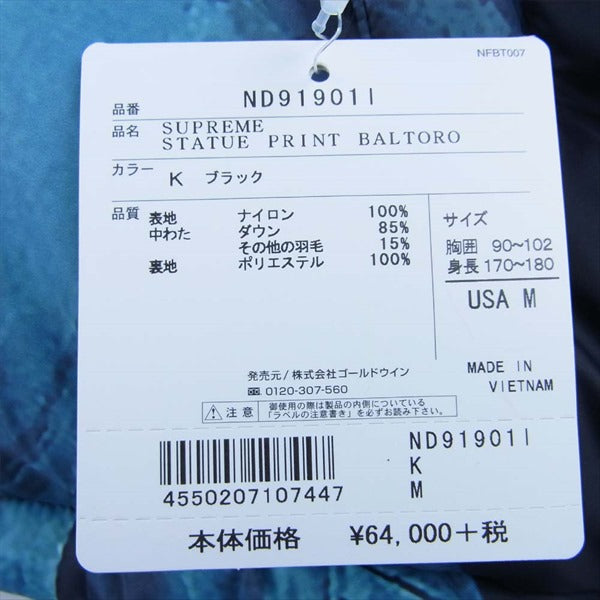 NFBT007
品番 ND91901I
品名 SUPREME
STATUE PRINT BALTORO
カラー K ブラック
品質 表地 ナイロン 100%
中わた ダウン 85%
その他の羽毛 15%
裏地 ポリエステル 100%
サイズ
胸囲 90〜102
身長 170〜180
USA M
発売元/株式会社ゴールドウイン
0120-307-560
MADE IN
VIETNAM
注意 御使用の際は製品の内側についている
「ラベルの注意書き」を必ずお読み下さい。
4550207107447
ND91901I
K
M
本体価格 ¥64,000+税